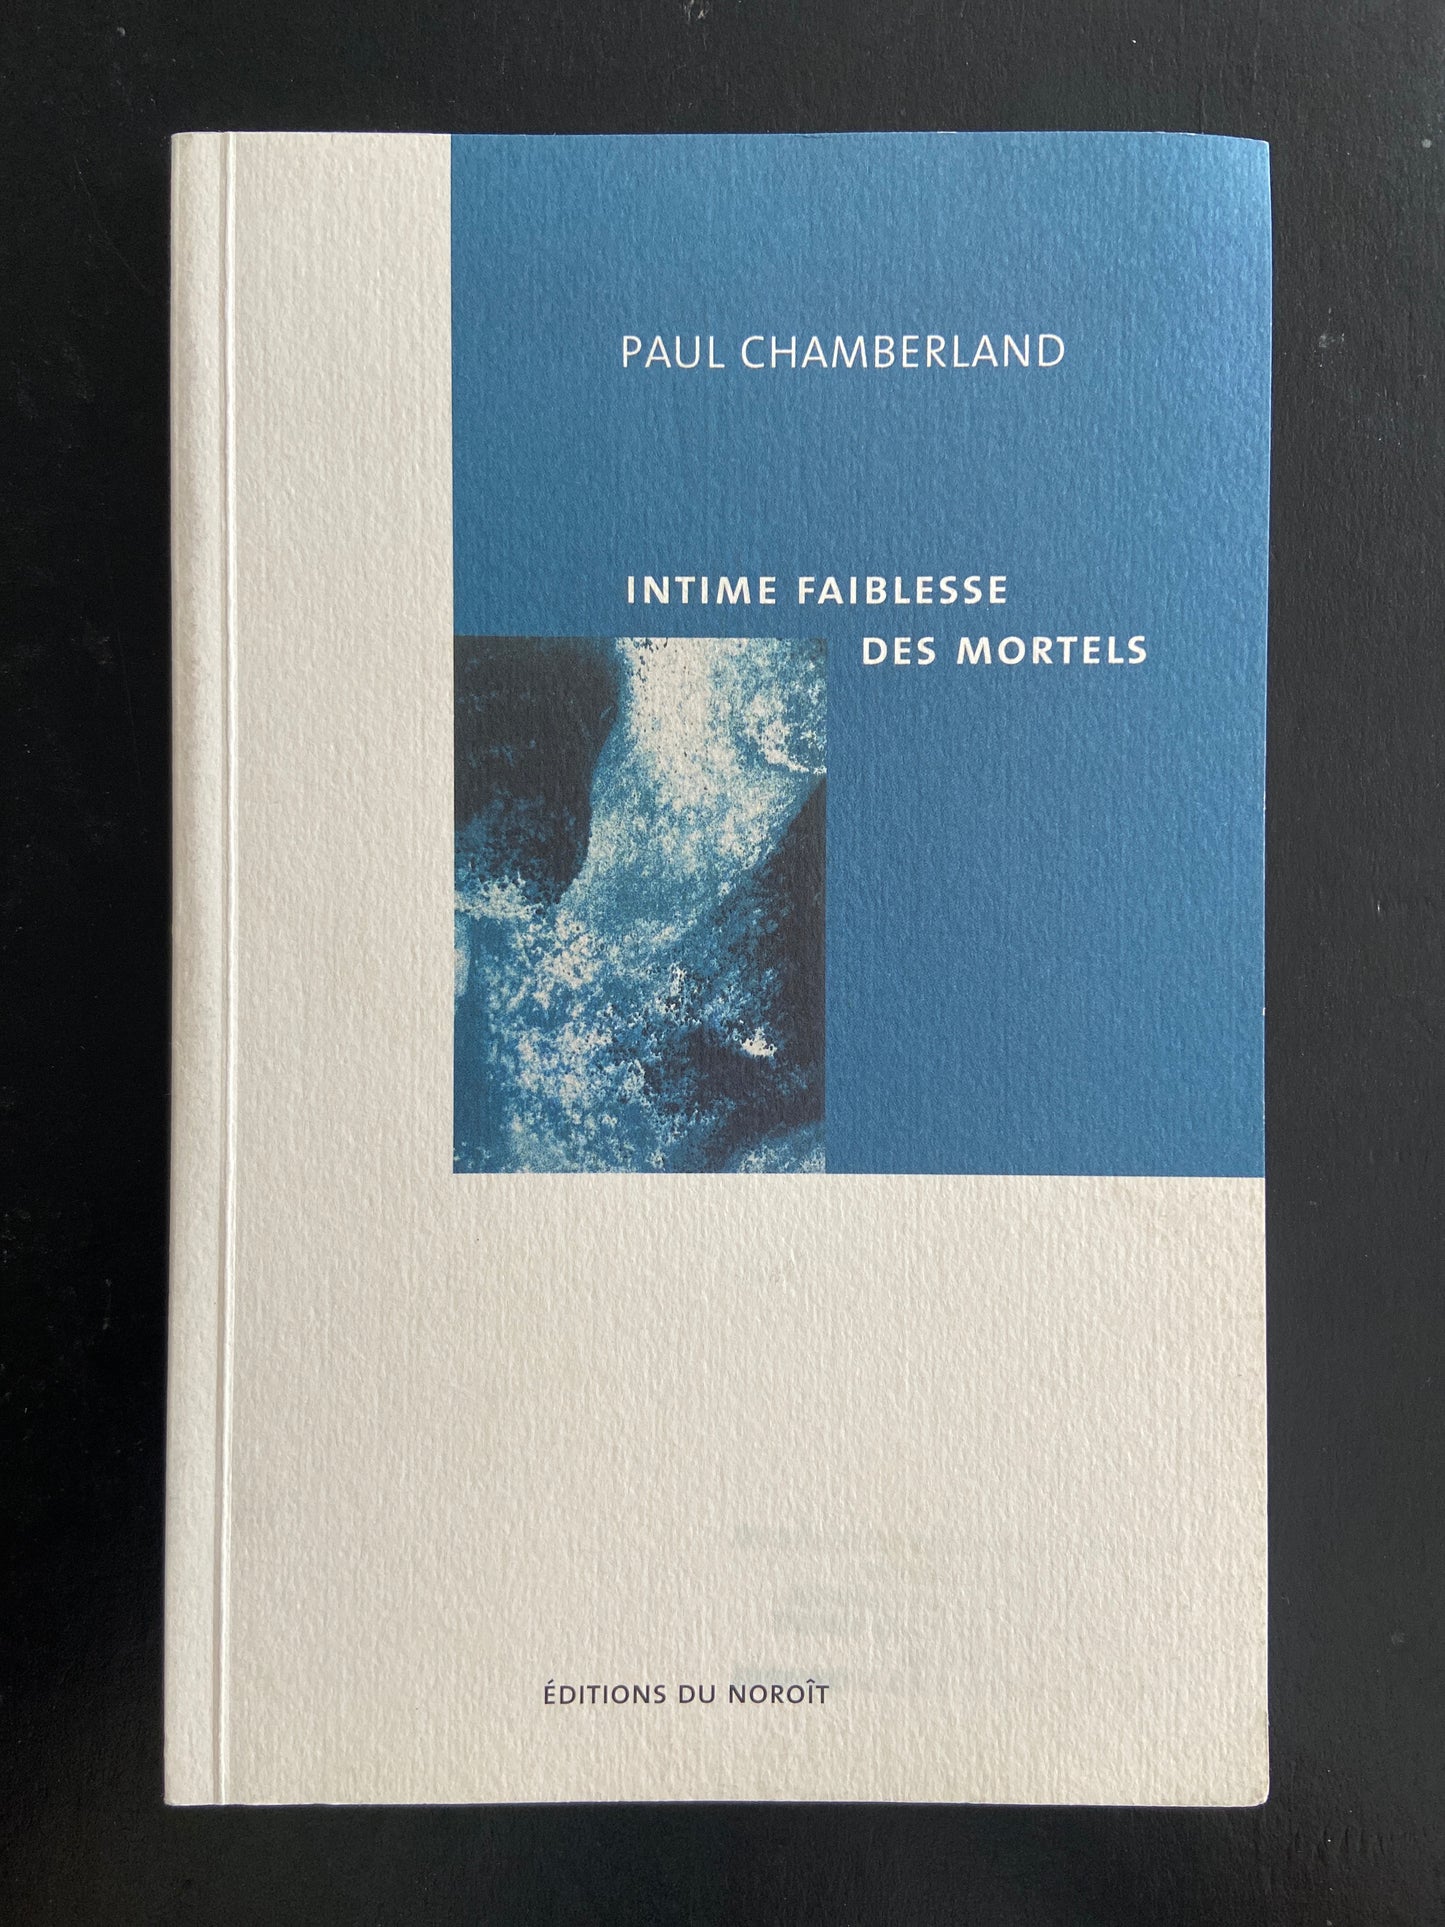 PAUL CHAMBERLAND
INTIME FAIBLESSE
DES MORTELS
ÉDITIONS DU NOROÎT